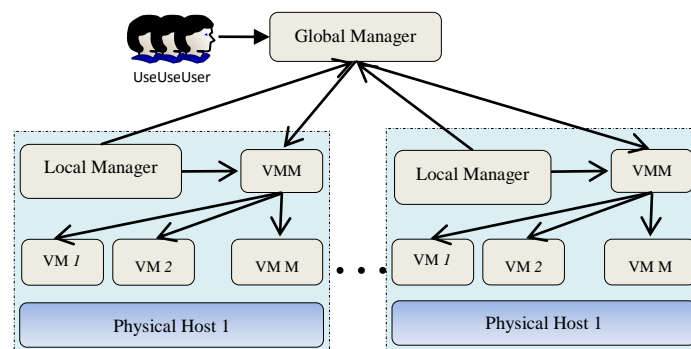 Global Manager
UseUseUser
Local Manager
VMM
Local Manager
VMM
VM 1
VM 2
VM M
. . .
VM 1
VM 2
VM M
Physical Host 1
Physical Host 1